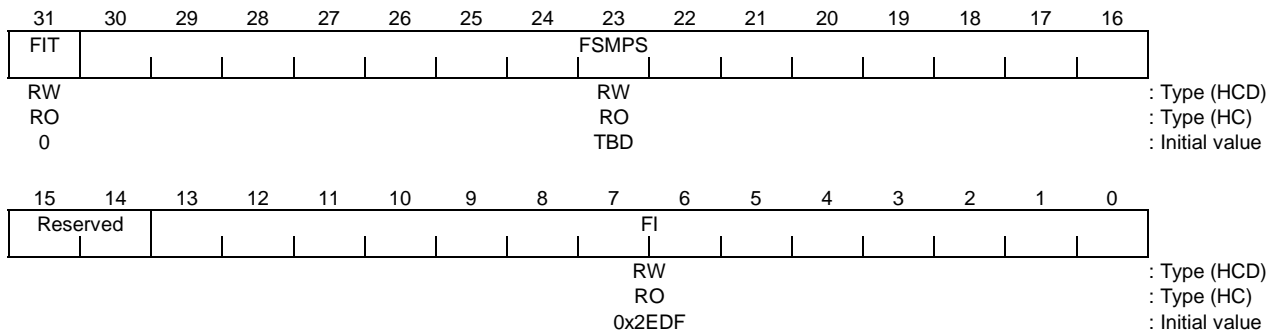 31 30 29 28 27 26 25 24 23 22 21 20 19 18 17 16
FIT FSMPS
RW RW : Type (HCD)
RO RO : Type (HC)
0 TBD : Initial value
15 14 13 12 11 10 9 8 7 6 5 4 3 2 1 0
Reserved FI
RW : Type (HCD)
RO : Type (HC)
0x2EDF : Initial value